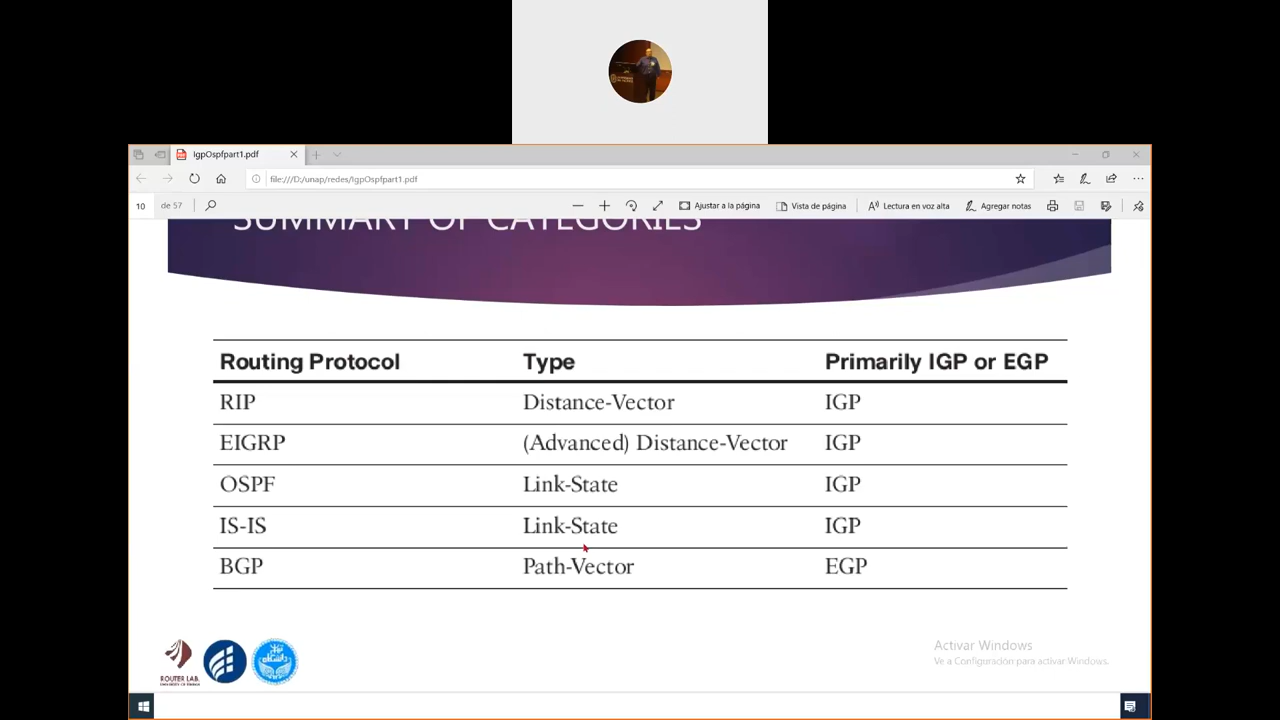 IgpOspfpart1.pdf
file:///D:/unap/redes/IgpOspfpart1.pdf
10 de 57
Ajustar a la página
Vista de página
Lectura en voz alta
Agregar notas
SUMMARY OF CATEGORIES
Routing Protocol Type Primarily IGP or EGP
RIP Distance-Vector IGP
EIGRP (Advanced) Distance-Vector IGP
OSPF Link-State IGP
IS-IS Link-State IGP
BGP Path-Vector EGP
ROUTER LAB.
Activar Windows
Ve a Configuración para activar Windows.